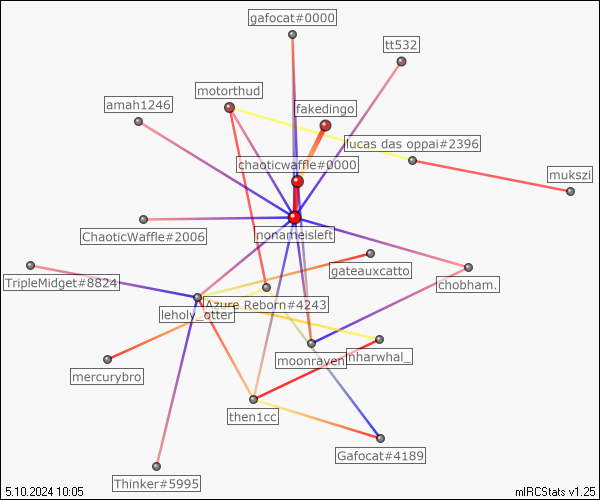 gafocat#0000
tt532
motorthud
amah1246
fakedingo
lucas das oppai#2396
chaoticwaffle#0000
mukszi
nonameisleft
ChaoticWaffle#2006
gateauxcatto
TripleMidget#8824
chobham.
Azure Reborn#4243
leholy_otter
moonraven
nharwhal_
mercurybro
then1cc
Gafocat#4189
Thinker#5995
5.10.2024 10:05
mIRCStats v1.25